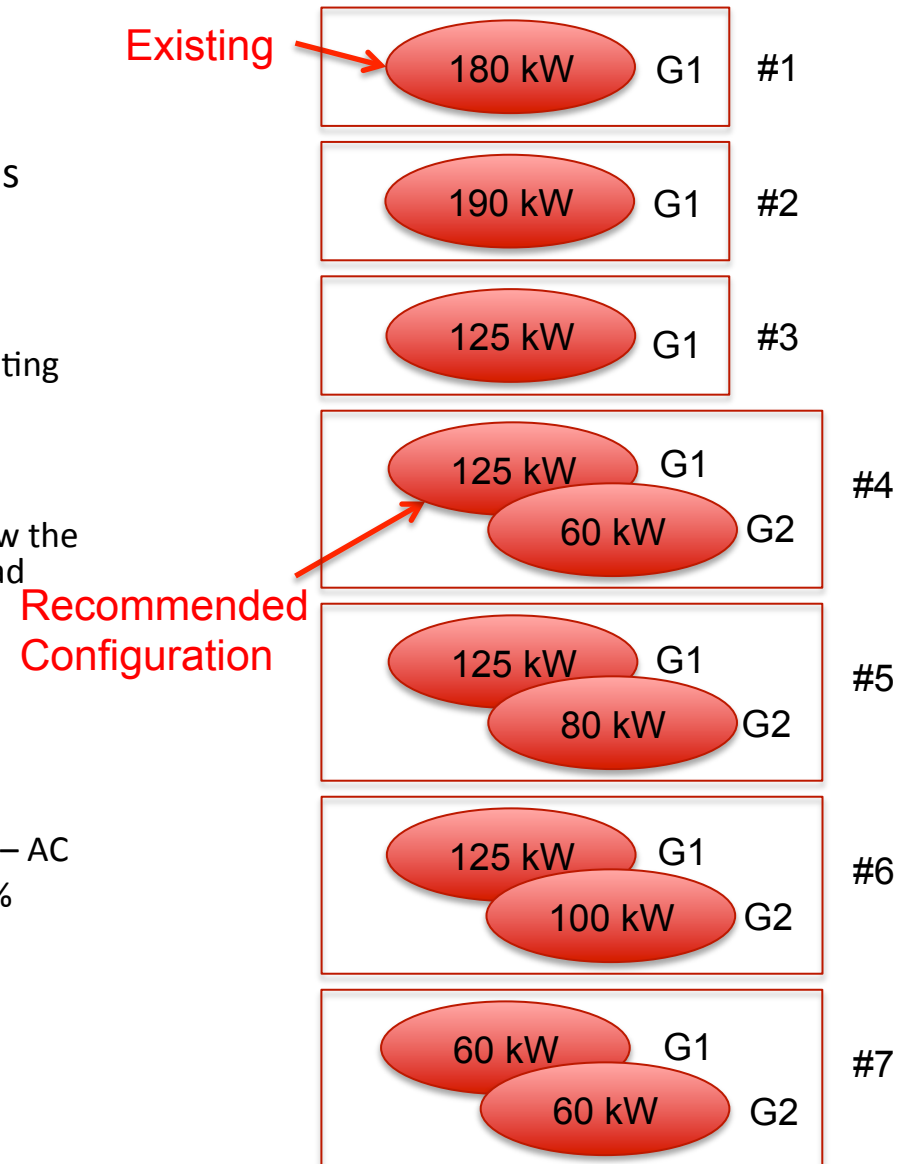 Existing
180 kW G1 #1
s
190 kW G1 #2
125 kW G1 #3
ting
125 kW G1
#4
60 kW G2
w the
nd
Recommended
Configuration
125 kW G1
#5
80 kW G2
– AC
%
125 kW G1
#6
100 kW G2
60 kW G1
#7
60 kW G2